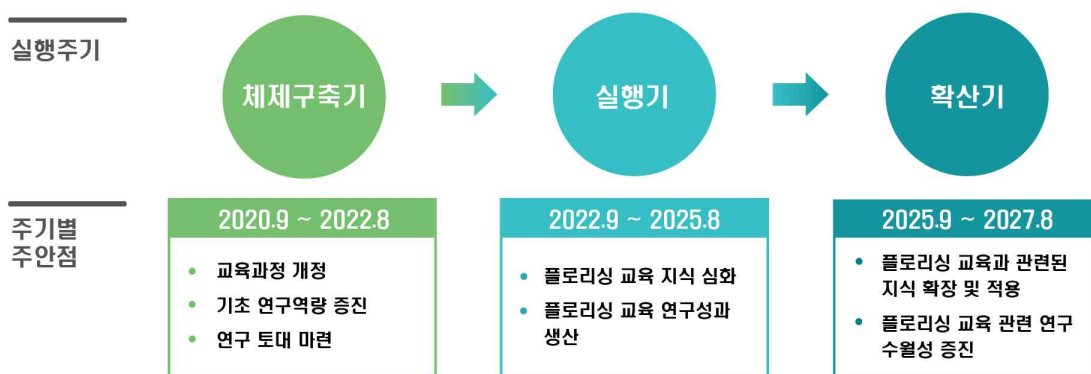 실행주기
체제구축기
실행기
확산기
주기별
주안점
2020.9 ~ 2022.8
• 교육과정 개정
• 기초 연구역량 증진
• 연구 토대 마련
2022.9 ~ 2025.8
• 플로리싱 교육 지식 심화
• 플로리싱 교육 연구성과
생산
2025.9 ~ 2027.8
• 플로리싱 교육과 관련된
지식 확장 및 적용
• 플로리싱 교육 관련 연구
수월성 증진